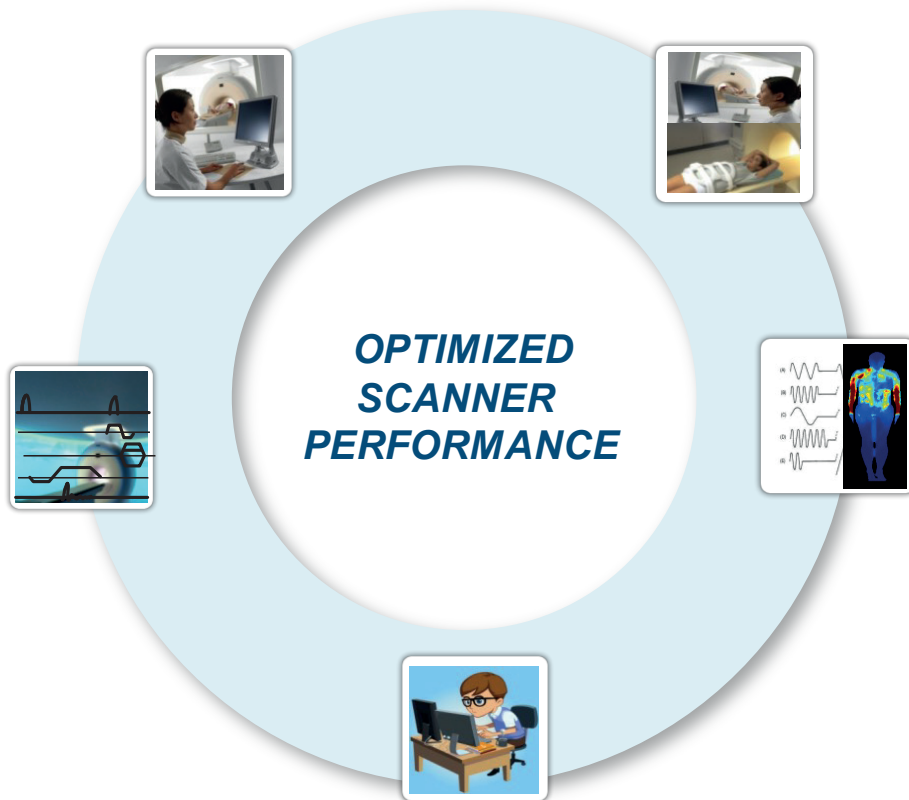 OPTIMIZED
SCANNER
PERFORMANCE
(A)
(B)
(C)
(D)
(E)